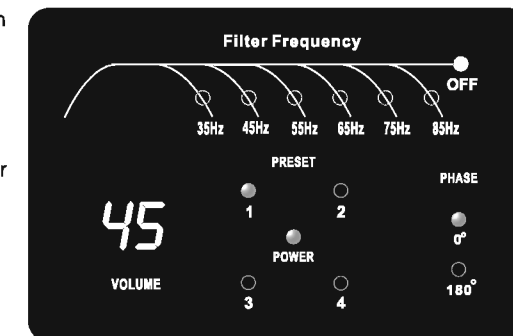 n
Filter Frequency
OFF
35Hz 45Hz 55Hz 65Hz 75Hz 85Hz
r
PRESET
PHASE
1 2
45
0°
POWER
VOLUME
180°
3 4